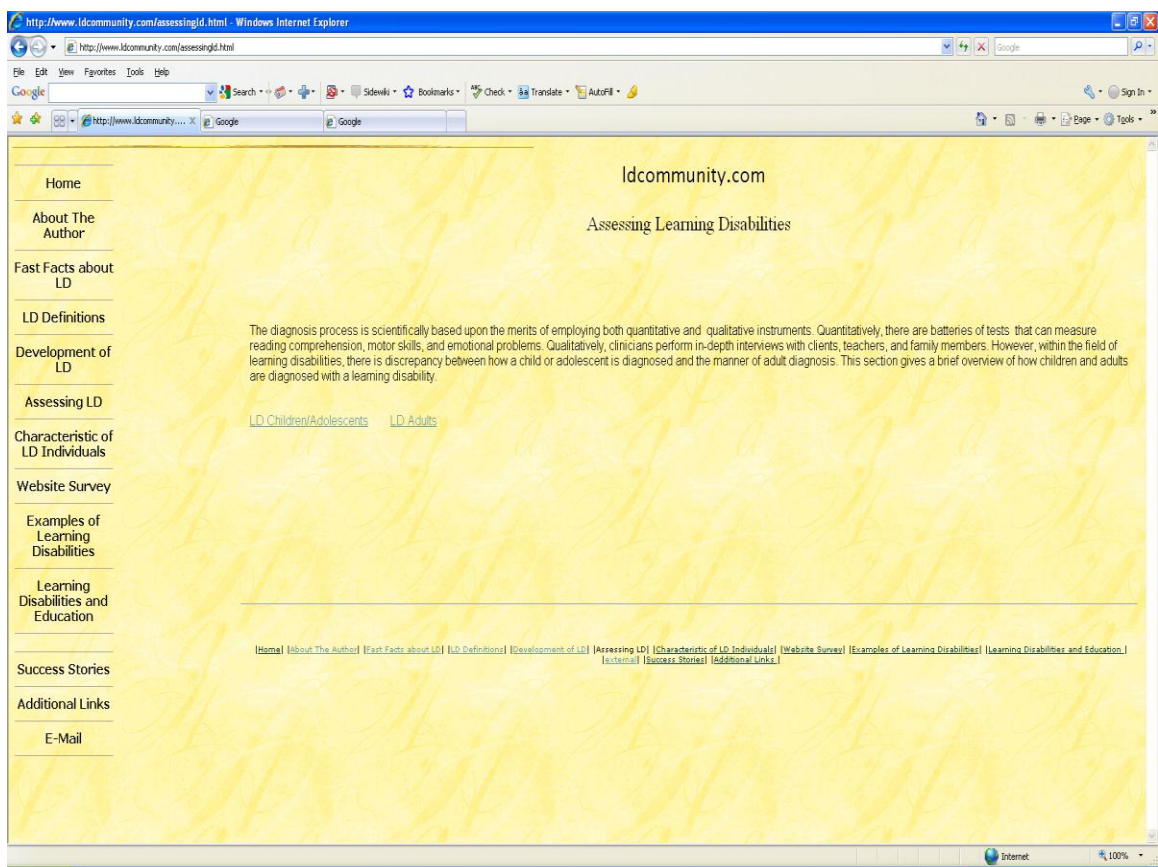 http://www.ldcommunity.com/assessingld.html - Windows Internet Explorer
http://www.ldcommunity.com/assessingld.html
Google
File Edit View Favorites Tools Help
Google Search Sidewiki Bookmarks Check Translate AutoFill Sign In
http://www.ldcommunity.... X Google Google Page Tools
ldcommunity.com
Assessing Learning Disabilities
Home
About The
Author
Fast Facts about
LD
LD Definitions
Development of
LD
Assessing LD
Characteristic of
LD Individuals
Website Survey
Examples of
Learning
Disabilities
Learning
Disabilities and
Education
Success Stories
Additional Links
E-Mail
The diagnosis process is scientifically based upon the merits of employing both quantitative and qualitative instruments. Quantitatively, there are batteries of tests that can measure
reading comprehension, motor skills, and emotional problems. Qualitatively, clinicians perform in-depth interviews with clients, teachers, and family members. However, within the field of
learning disabilities, there is discrepancy between how a child or adolescent is diagnosed and the manner of adult diagnosis. This section gives a brief overview of how children and adults
are diagnosed with a learning disability.
LD Children/Adolescents LD Adults
|Home| |About The Author| |Fast Facts about LD| |LD Definitions| |Development of LD| |Assessing LD| |Characteristic of LD Individuals| |Website Survey| |Examples of Learning Disabilities| |Learning Disabilities and Education |
|external| |Success Stories| |Additional Links |
Internet 100%